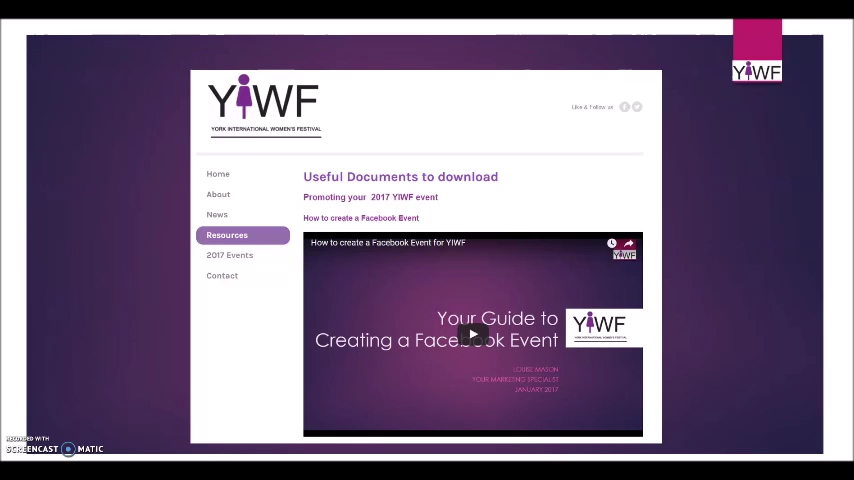 YIWF
YIWF
YORK INTERNATIONAL WOMEN'S FESTIVAL
Like & Follow us
Home
About
News
Resources
2017 Events
Contact
Useful Documents to download
Promoting your 2017 YIWF event
How to create a Facebook Event
How to create a Facebook Event for YIWF
YIWF
Your Guide to
Creating a Facebook Event
YIWF
YORK INTERNATIONAL WOMEN'S FESTIVAL
LOUISE MASON
YOUR MARKETING SPECIALIST
JANUARY 2017
RECORDED WITH
SCREENCAST MATIC